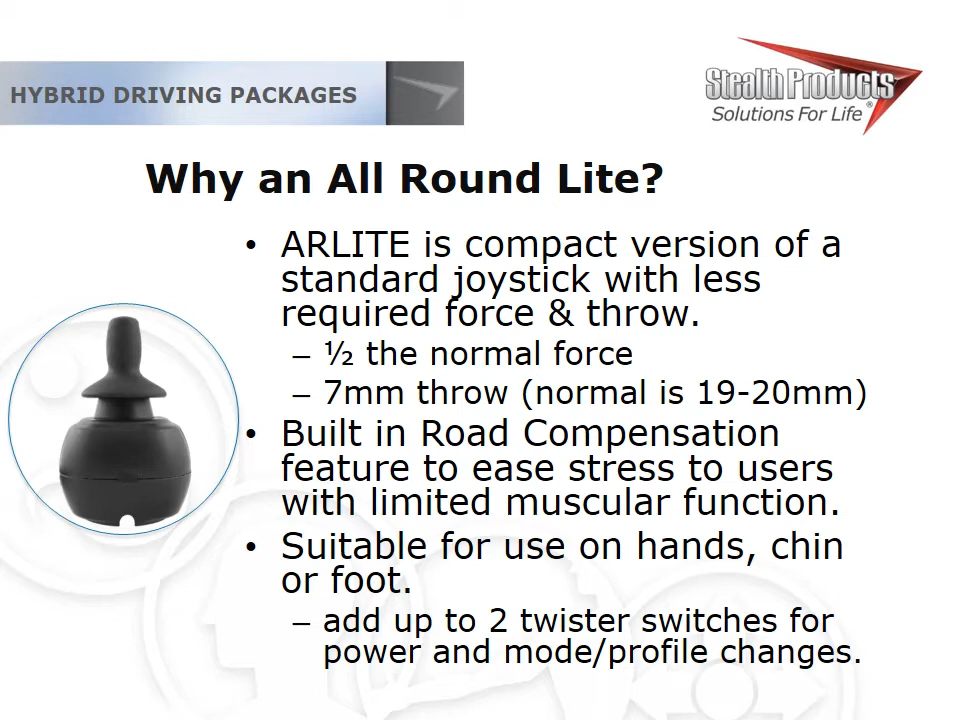 HYBRID DRIVING PACKAGES
Stealth Products®
Solutions For Life
Why an All Round Lite?
• ARLITE is compact version of a
standard joystick with less
required force & throw.
– ½ the normal force
– 7mm throw (normal is 19-20mm)
• Built in Road Compensation
feature to ease stress to users
with limited muscular function.
• Suitable for use on hands, chin
or foot.
– add up to 2 twister switches for
power and mode/profile changes.